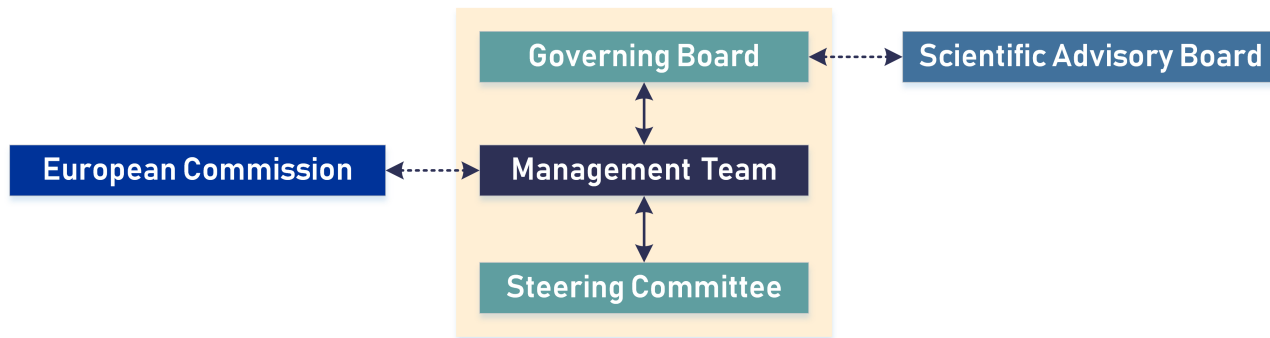 Governing Board
Scientific Advisory Board
European Commission
Management Team
Steering Committee